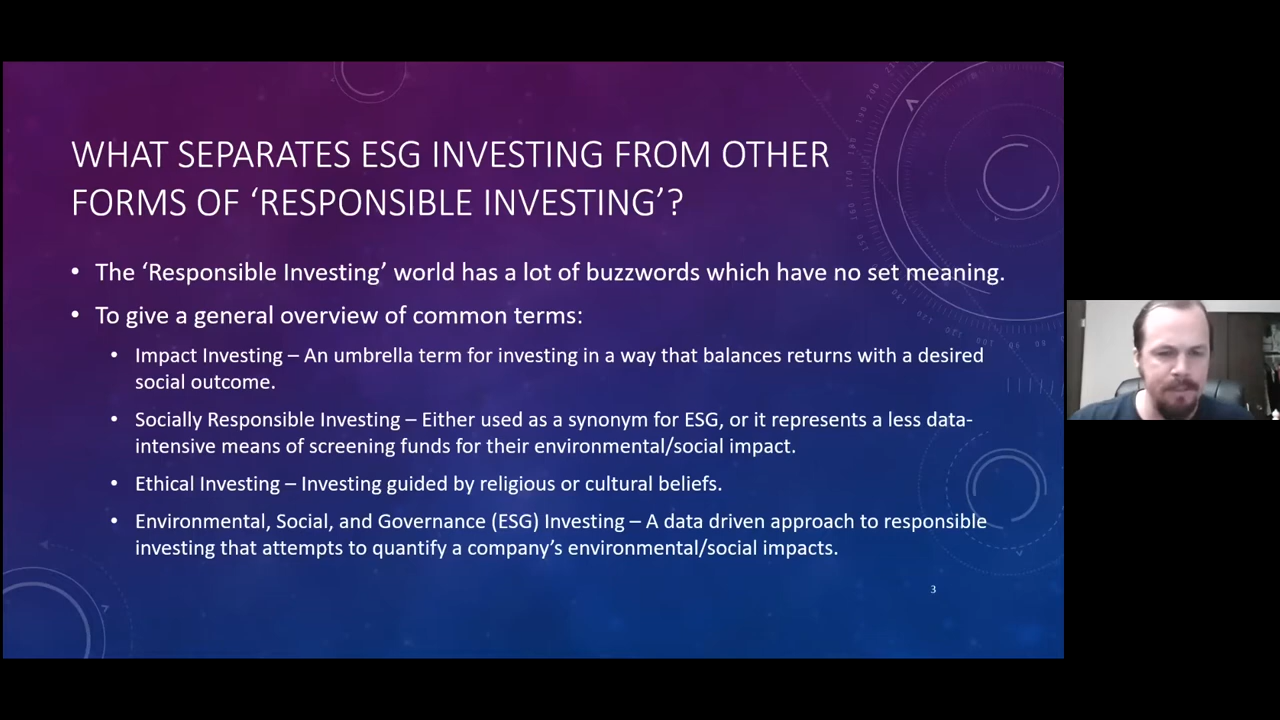 WHAT SEPARATES ESG INVESTING FROM OTHER
FORMS OF ‘RESPONSIBLE INVESTING’?
• The ‘Responsible Investing’ world has a lot of buzzwords which have no set meaning.
• To give a general overview of common terms:
• Impact Investing – An umbrella term for investing in a way that balances returns with a desired
social outcome.
• Socially Responsible Investing – Either used as a synonym for ESG, or it represents a less data-
intensive means of screening funds for their environmental/social impact.
• Ethical Investing – Investing guided by religious or cultural beliefs.
• Environmental, Social, and Governance (ESG) Investing – A data driven approach to responsible
investing that attempts to quantify a company’s environmental/social impacts.
3